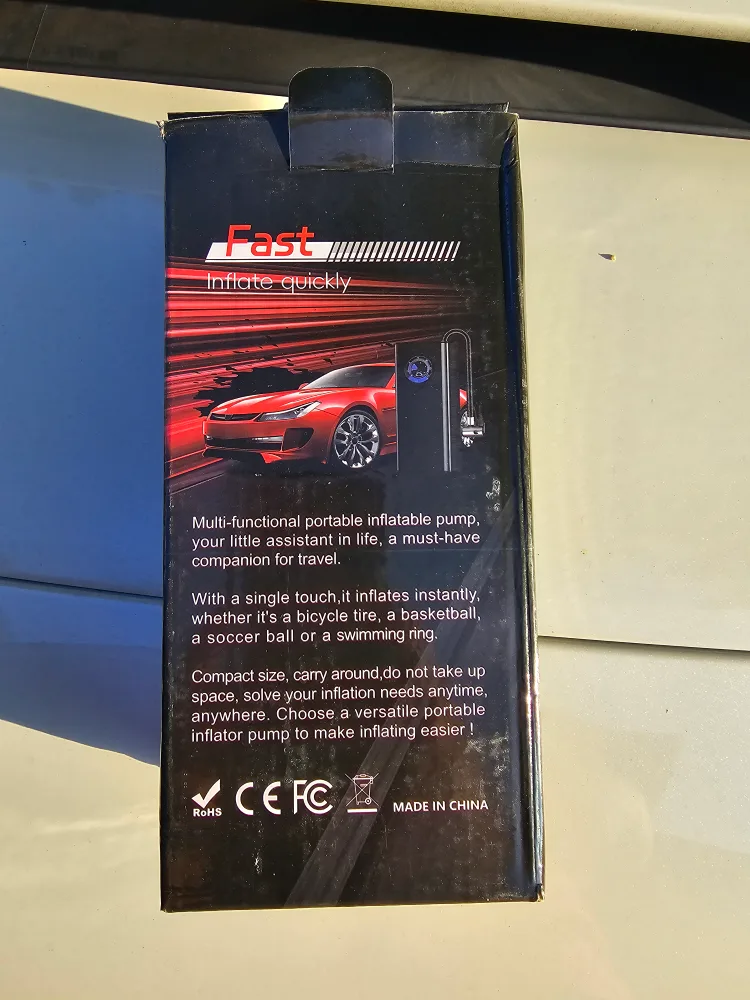 Fast
Inflate quickly
Multi-functional portable inflatable pump,
your little assistant in life, a must-have
companion for travel.
With a single touch,it inflates instantly,
whether it's a bicycle tire, a basketball,
a soccer ball or a swimming ring.
Compact size, carry around,do not take up
space, solve your inflation needs anytime,
anywhere. Choose a versatile portable
inflator pump to make inflating easier !
RoHS CE FC MADE IN CHINA